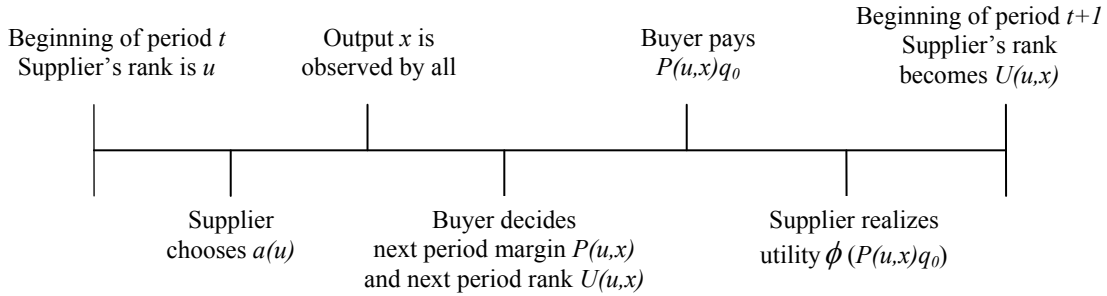 Beginning of period t
Supplier's rank is u
Output x is
observed by all
Buyer pays
P(u,x)q₀
Beginning of period t+1
Supplier's rank
becomes U(u,x)
Supplier
chooses a(u)
Buyer decides
next period margin P(u,x)
and next period rank U(u,x)
Supplier realizes
utility ϕ (P(u,x)q₀)